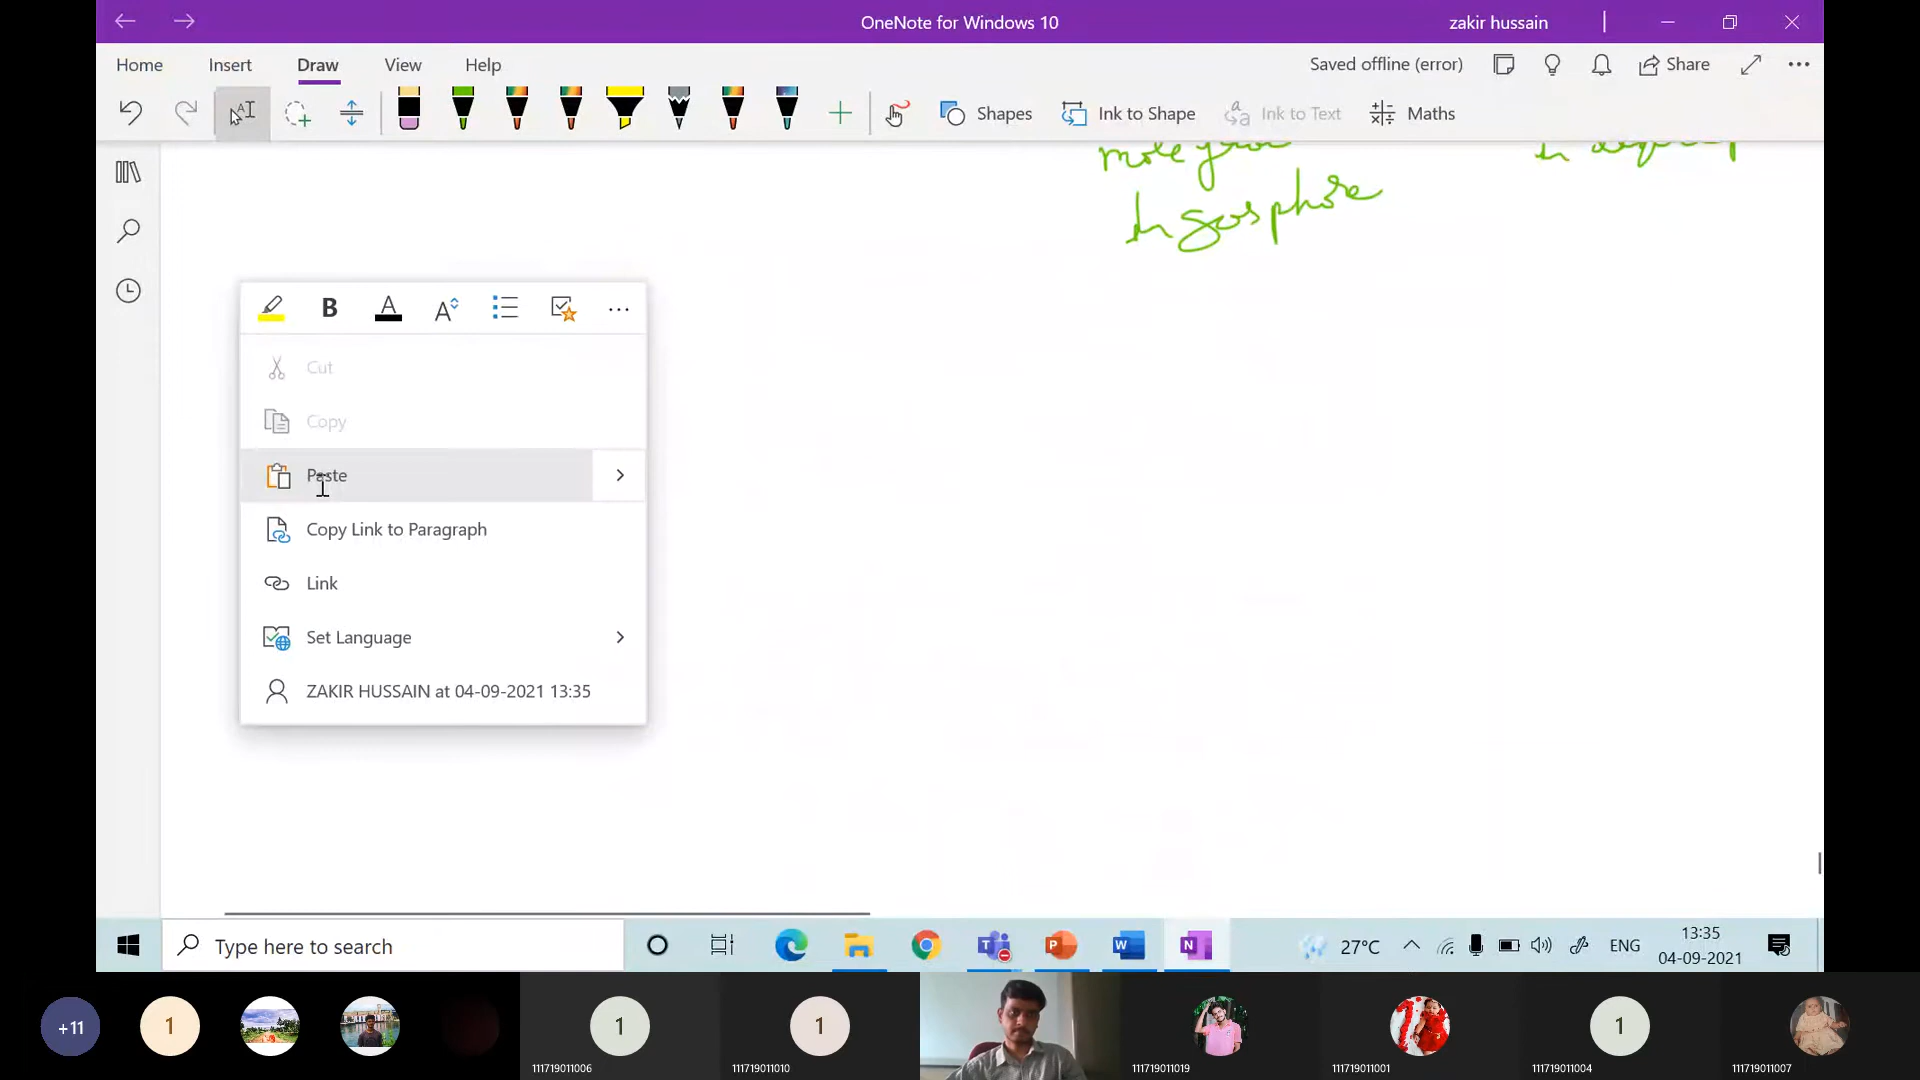 OneNote for Windows 10
zakir hussain
Home
Insert
Draw
View
Help
Saved offline (error)
Share
Shapes
Ink to Shape
Ink to Text
Maths
mole
In geosphere
B
A
A
Cut
Copy
Paste
Copy Link to Paragraph
Link
Set Language
ZAKIR HUSSAIN at 04-09-2021 13:35
Type here to search
27°C
ENG
13:35
04-09-2021
+11
1
1
1
1
111719011006
111719011010
111719011019
111719011001
111719011004
111719011007